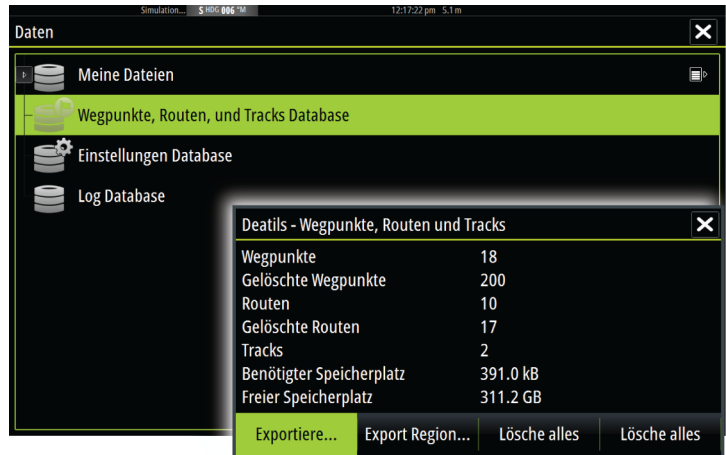 Simulation... S HDG 006 °M 12:17:22 pm 5.1 m
Daten
Meine Dateien
Wegpunkte, Routen, und Tracks Database
Einstellungen Database
Log Database
Deatils - Wegpunkte, Routen und Tracks
Wegpunkte 18
Gelöschte Wegpunkte 200
Routen 10
Gelöschte Routen 17
Tracks 2
Benötigter Speicherplatz 391.0 kB
Freier Speicherplatz 311.2 GB
Exportiere... Export Region... Lösche alles Lösche alles